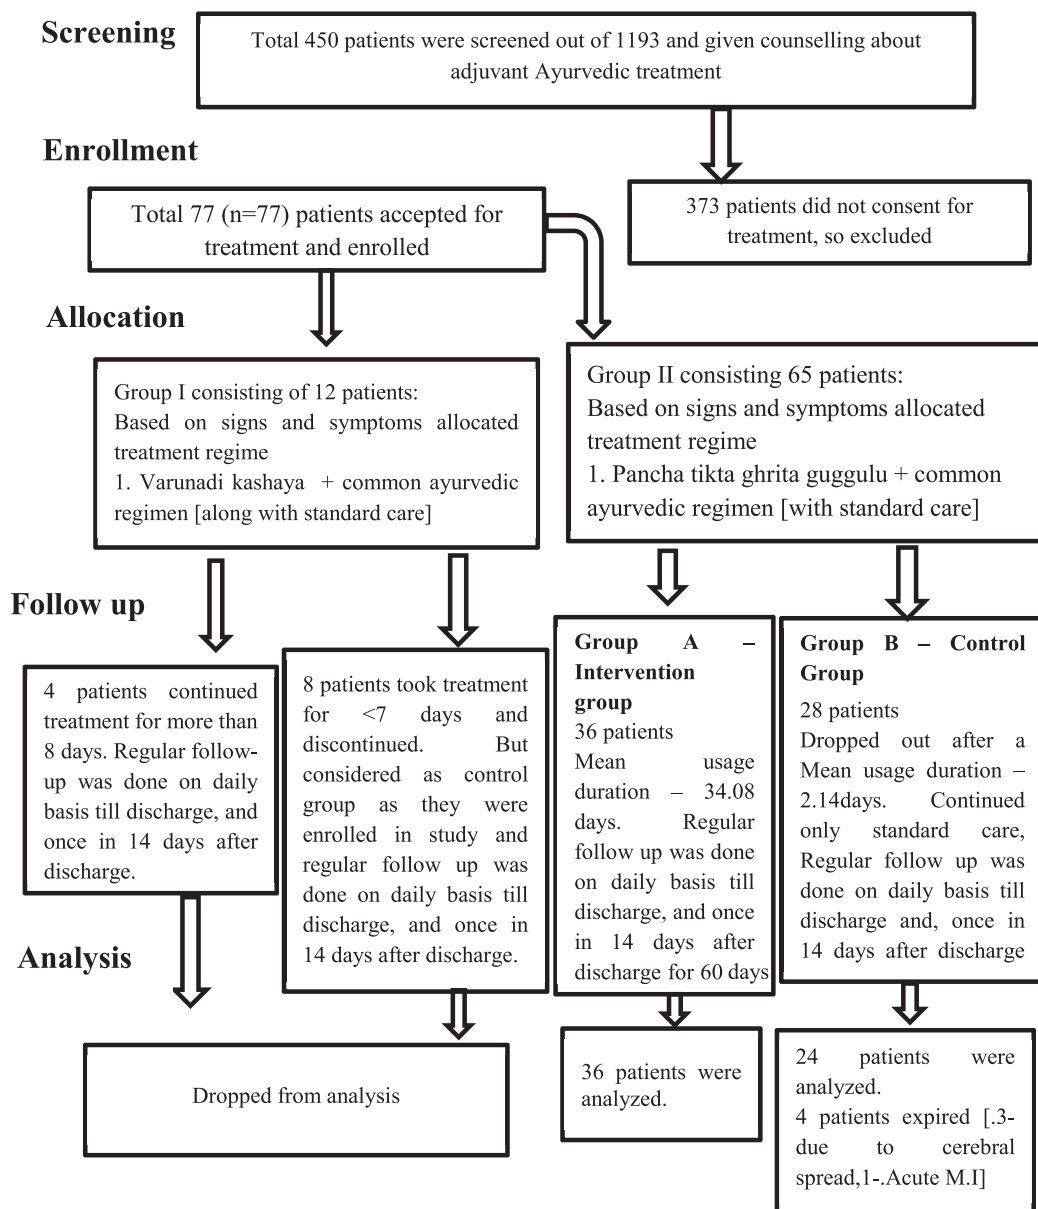 Screening
Total 450 patients were screened out of 1193 and given counselling about
adjuvant Ayurvedic treatment
Enrollment
Total 77 (n=77) patients accepted for
treatment and enrolled
373 patients did not consent for
treatment, so excluded
Allocation
Group I consisting of 12 patients:
Based on signs and symptoms allocated
treatment regime
1. Varunadi kashaya + common ayurvedic
regimen [along with standard care]
Group II consisting 65 patients:
Based on signs and symptoms allocated
treatment regime
1. Pancha tikta ghrita guggulu + common
ayurvedic regimen [with standard care]
Follow up
4 patients continued
treatment for more than
8 days. Regular follow-
up was done on daily
basis till discharge, and
once in 14 days after
discharge.
8 patients took treatment
for <7 days and
discontinued. But
considered as control
group as they were
enrolled in study and
regular follow up was
done on daily basis till
discharge, and once in
14 days after discharge.
Group A –
Intervention
group
36 patients
Mean usage
duration – 34.08
days. Regular
follow up was done
on daily basis till
discharge, and once
in 14 days after
discharge for 60 days
Group B – Control
Group
28 patients
Dropped out after a
Mean usage duration –
2.14days. Continued
only standard care,
Regular follow up was
done on daily basis till
discharge and, once in
14 days after discharge
Analysis
Dropped from analysis
36 patients were
analyzed.
24 patients were
analyzed.
4 patients expired [.3-
due to cerebral
spread,1-.Acute M.I]